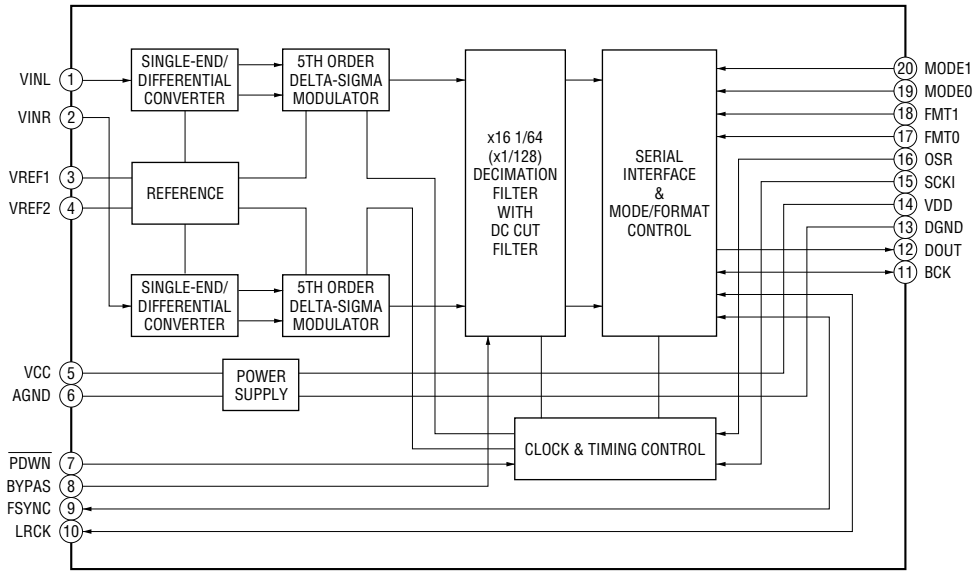 VINL 1
VINR 2
VREF1 3
VREF2 4
VCC 5
AGND 6
PDWN 7
BYPAS 8
FSYNC 9
LRCK 10
SINGLE-END/
DIFFERENTIAL
CONVERTER
5TH ORDER
DELTA-SIGMA
MODULATOR
REFERENCE
SINGLE-END/
DIFFERENTIAL
CONVERTER
5TH ORDER
DELTA-SIGMA
MODULATOR
POWER
SUPPLY
x16 1/64
(x1/128)
DECIMATION
FILTER
WITH
DC CUT
FILTER
SERIAL
INTERFACE
&
MODE/FORMAT
CONTROL
CLOCK & TIMING CONTROL
20 MODE1
19 MODE0
18 FMT1
17 FMT0
16 OSR
15 SCKI
14 VDD
13 DGND
12 DOUT
11 BCK